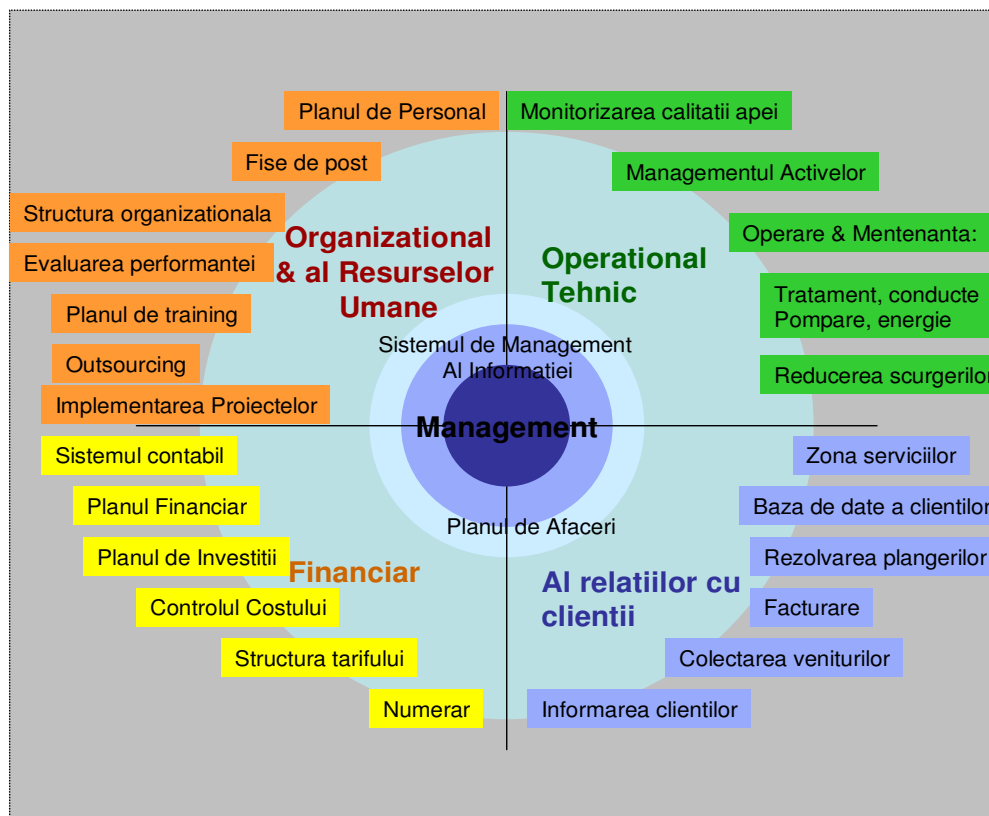 Planul de Personal
Fise de post
Structura organizationala
Evaluarea performantei
Planul de training
Outsourcing
Implementarea Proiectelor
Organizational
& al Resurselor
Umane
Monitorizarea calitatii apei
Managementul Activelor
Operare & Mentenanta:
Tratament, conducte
Pompare, energie
Reducerea scurgerilor
Operational
Tehnic
Sistemul de Management
Al Informatiei
Management
Planul de Afaceri
Sistemul contabil
Planul Financiar
Planul de Investitii
Controlul Costului
Structura tarifului
Numerar
Financiar
Al relatiilor cu
clientii
Zona serviciilor
Baza de date a clientilor
Rezolvarea plangerilor
Facturare
Colectarea veniturilor
Informarea clientilor